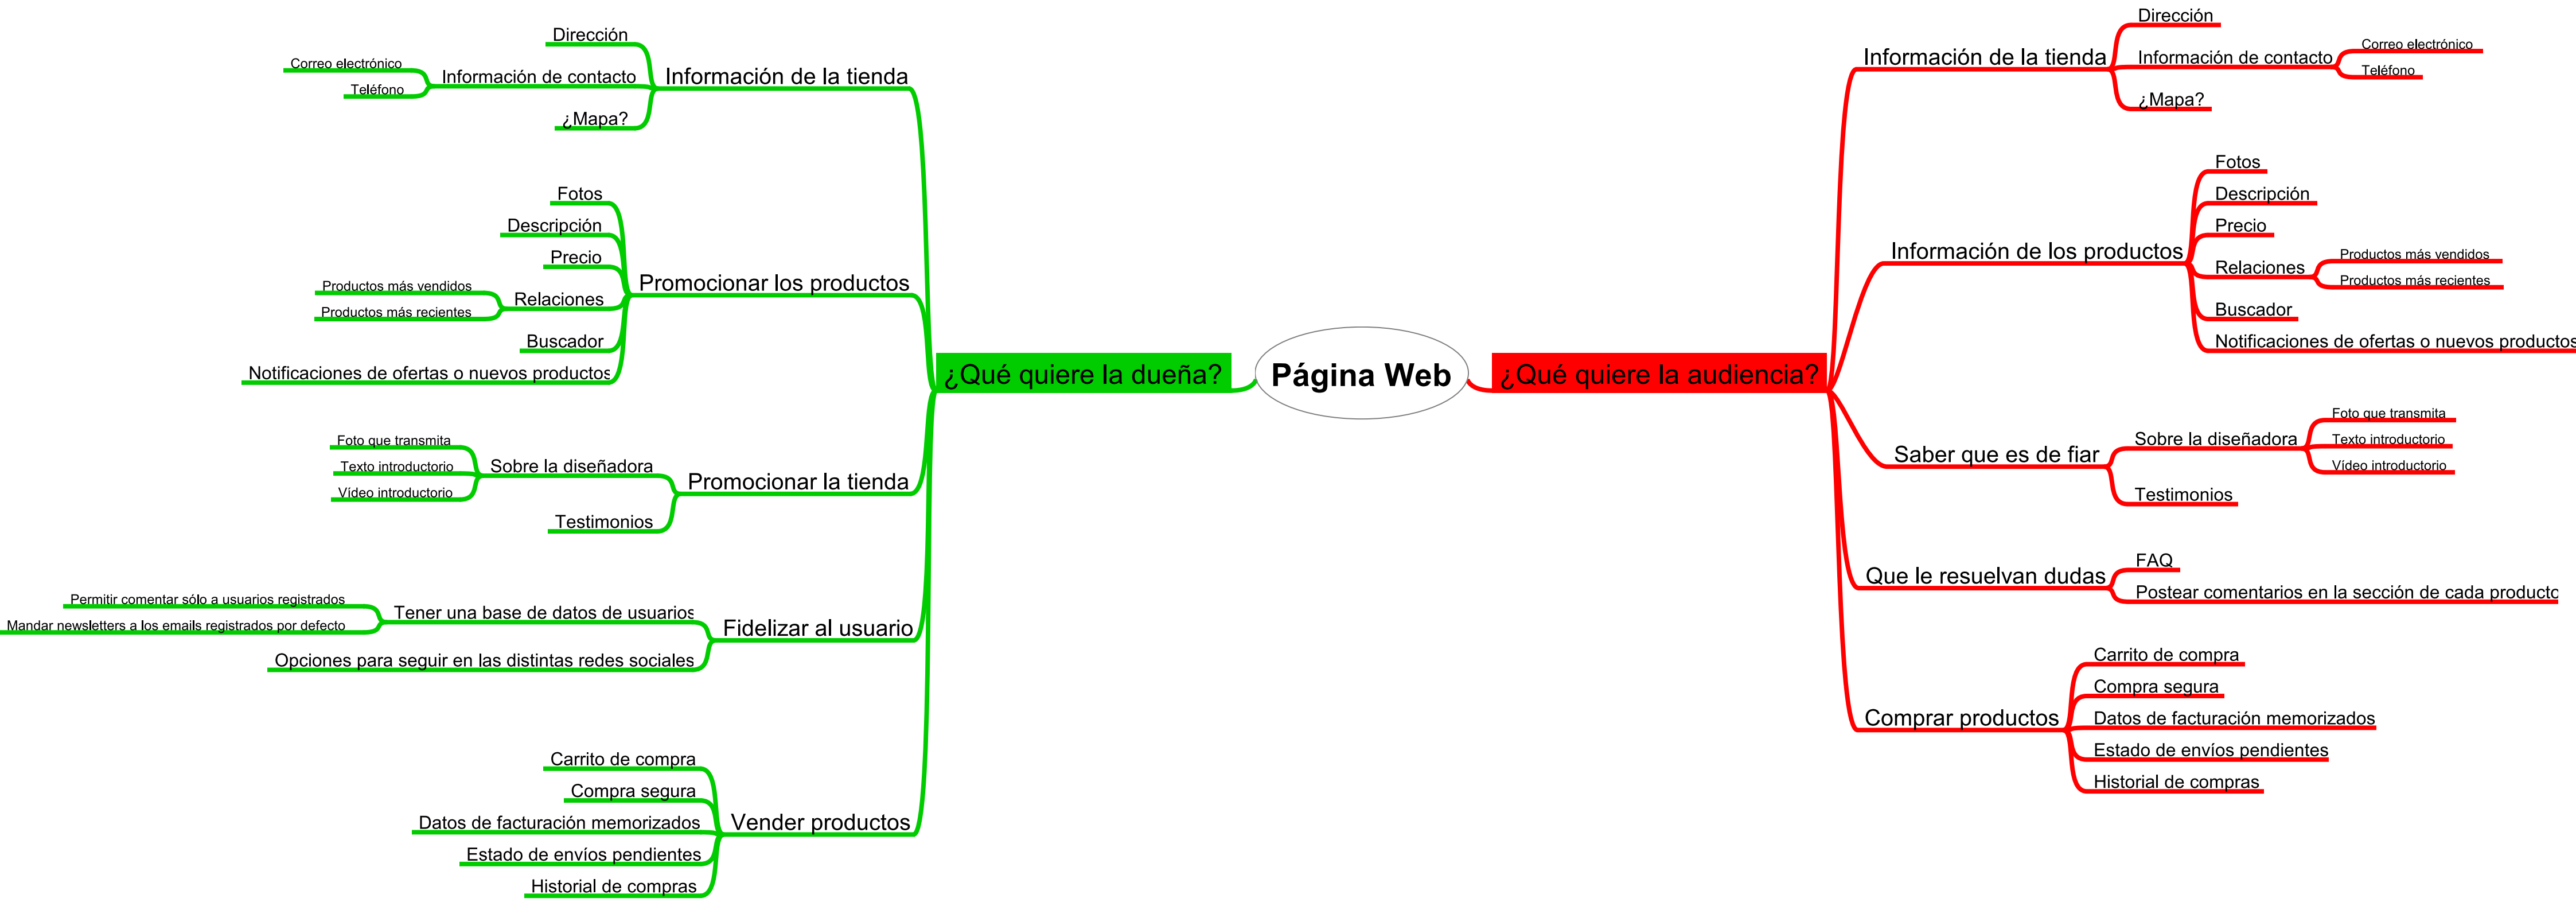 Página Web
¿Qué quiere la dueña?
Información de la tienda
Dirección
Información de contacto
Correo electrónico
Teléfono
¿Mapa?
Promocionar los productos
Fotos
Descripción
Precio
Relaciones
Productos más vendidos
Productos más recientes
Buscador
Notificaciones de ofertas o nuevos productos
Promocionar la tienda
Sobre la diseñadora
Foto que transmita
Texto introductorio
Vídeo introductorio
Testimonios
Fidelizar al usuario
Tener una base de datos de usuarios
Permitir comentar sólo a usuarios registrados
Mandar newsletters a los emails registrados por defecto
Opciones para seguir en las distintas redes sociales
Vender productos
Carrito de compra
Compra segura
Datos de facturación memorizados
Estado de envíos pendientes
Historial de compras
¿Qué quiere la audiencia?
Información de la tienda
Dirección
Información de contacto
Correo electrónico
Teléfono
¿Mapa?
Información de los productos
Fotos
Descripción
Precio
Relaciones
Productos más vendidos
Productos más recientes
Buscador
Notificaciones de ofertas o nuevos productos
Saber que es de fiar
Sobre la diseñadora
Foto que transmita
Texto introductorio
Vídeo introductorio
Testimonios
Que le resuelvan dudas
FAQ
Postear comentarios en la sección de cada producto
Comprar productos
Carrito de compra
Compra segura
Datos de facturación memorizados
Estado de envíos pendientes
Historial de compras